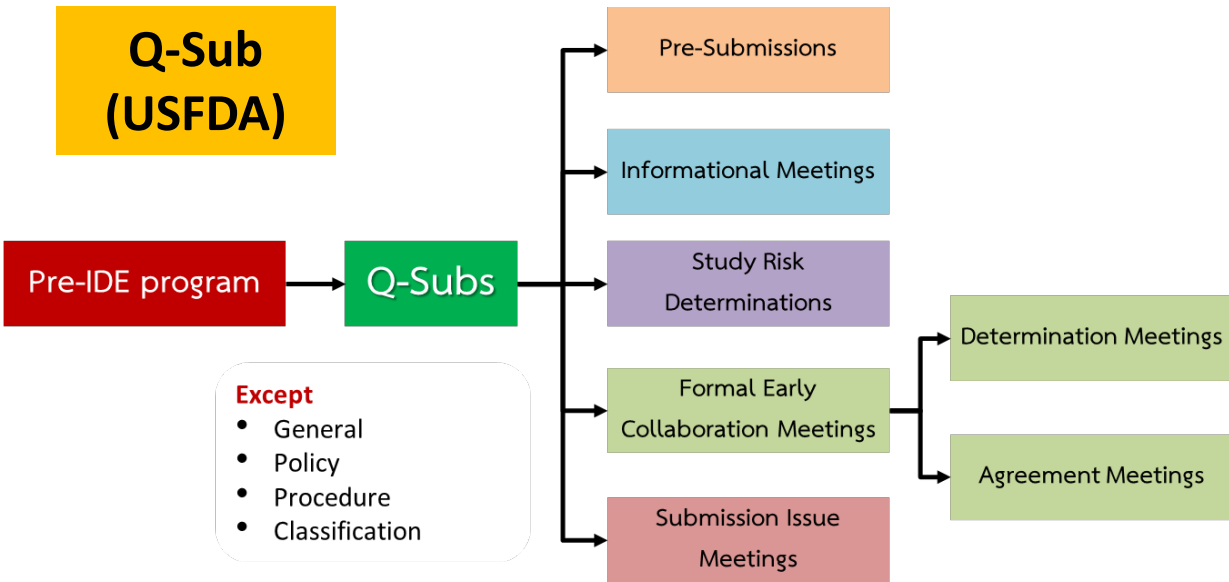 Q-Sub
(USFDA)
Pre-Submissions
Informational Meetings
Pre-IDE program
Q-Subs
Study Risk
Determinations
Determination Meetings
Except
• General
• Policy
• Procedure
• Classification
Formal Early
Collaboration Meetings
Agreement Meetings
Submission Issue
Meetings